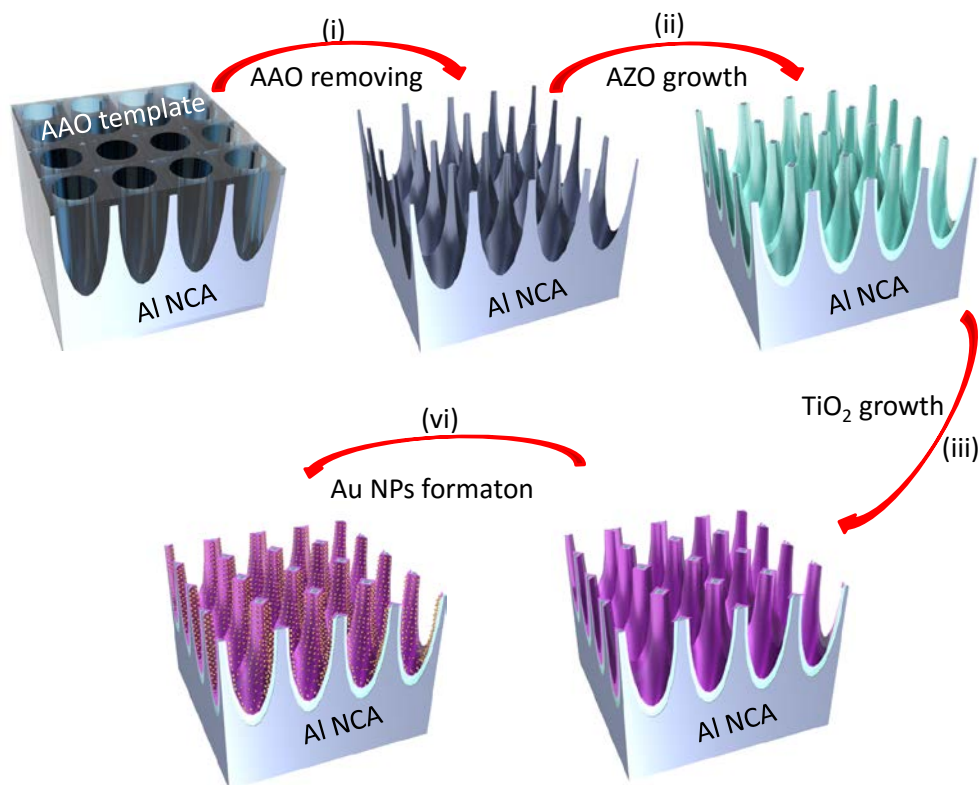 (i)
AAO removing
(ii)
AZO growth
AAO template
Al NCA
Al NCA
Al NCA
TiO₂ growth
(iii)
(vi)
Au NPs formaton
Al NCA
Al NCA